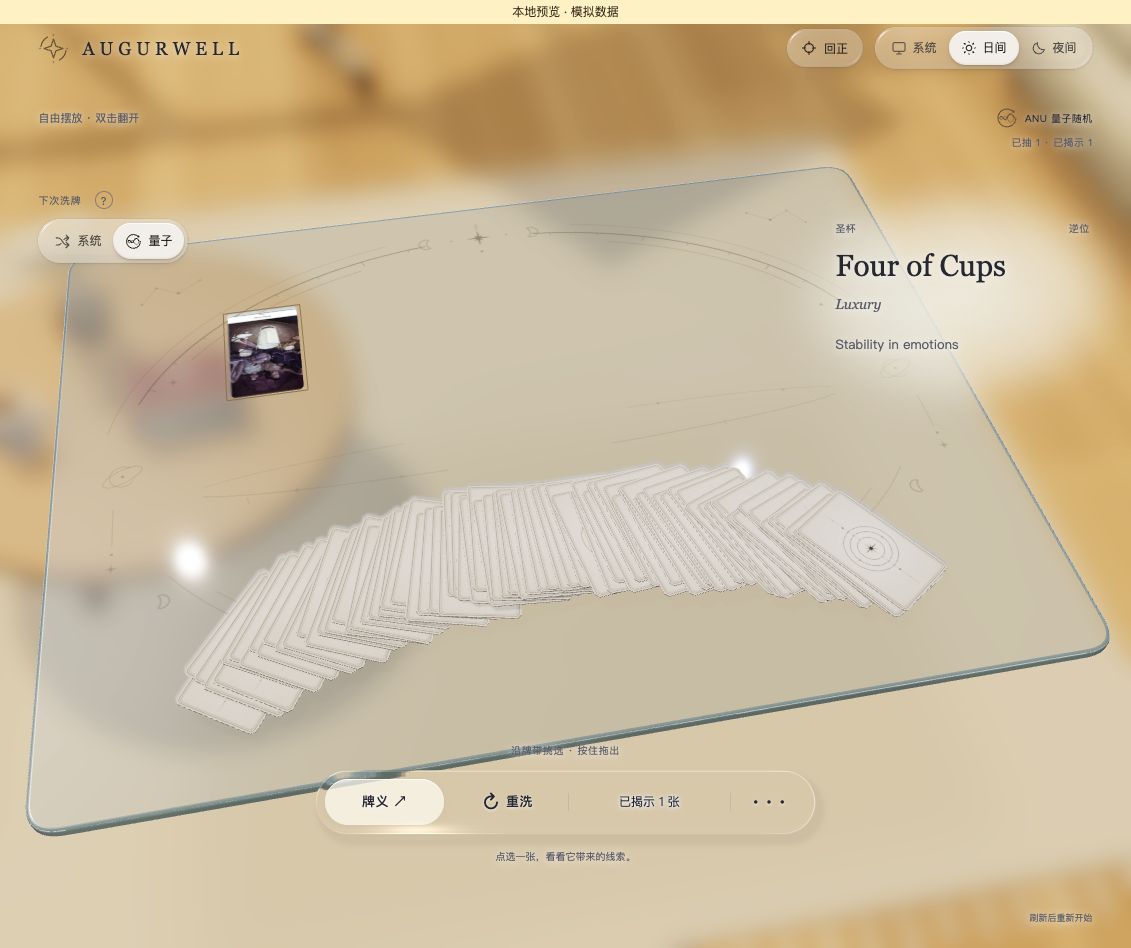 本地预览 · 模拟数据
AUGURWELL
回正
系统
日间
夜间
自由摆放 · 双击翻开
ANU 量子随机
已抽 1 · 已揭示 1
下次洗牌 ?
系统
量子
圣杯
逆位
Four of Cups
Luxury
Stability in emotions
沿牌带挑选 · 按住拖出
牌义 ↗
重洗
已揭示 1 张
点选一张，看看它带来的线索。
刷新后重新开始